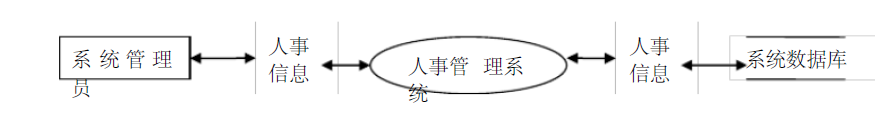 系统管理
员
人事
信息
人事管 理系
统
人事
信息
系统数据库